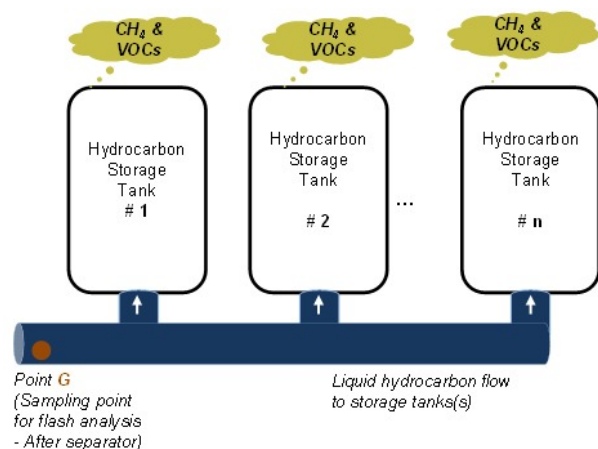 CH4 &
VOCs
CH4 &
VOCs
CH4 &
VOCs
Hydrocarbon
Storage
Tank
# 1
Hydrocarbon
Storage
Tank
# 2
...
Hydrocarbon
Storage
Tank
# n
Point G
(Sampling point
for flash analysis
- After separator)
Liquid hydrocarbon flow
to storage tanks(s)